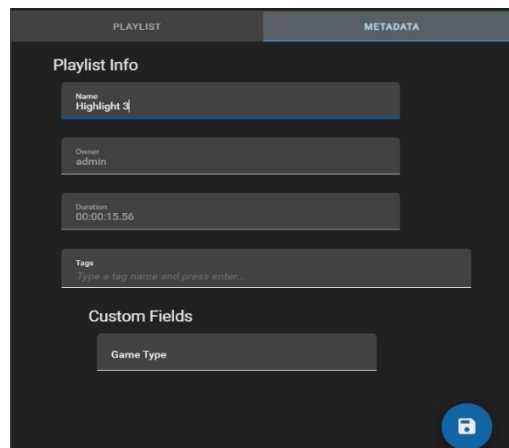 PLAYLIST METADATA
Playlist Info
Name
Highlight 3
Owner
admin
Duration
00:00:15.56
Tags
Type a tag name and press enter...
Custom Fields
Game Type